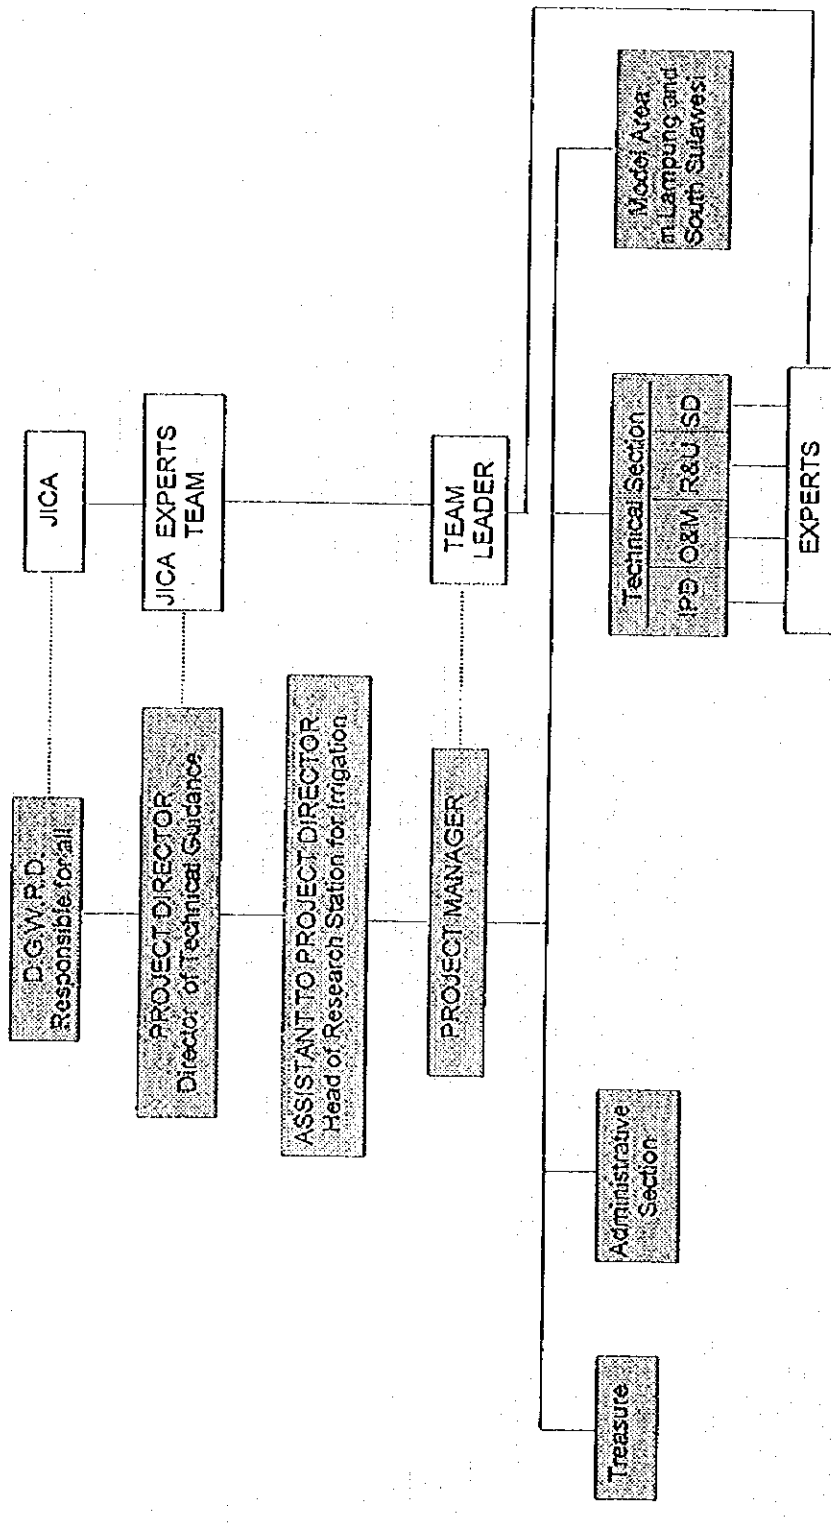 D.G.W.R.D.
Responsible for all
JICA
PROJECT DIRECTOR
Director of Technical Guidance
JICA EXPERTS
TEAM
ASSISTANT TO PROJECT DIRECTOR
Head of Research Station for Irrigation
PROJECT MANAGER
TEAM
LEADER
Treasure
Administrative
Section
Technical Section
IPD O&M R&U SD
Model Area
in Lampung and
South Sulawesi
EXPERTS